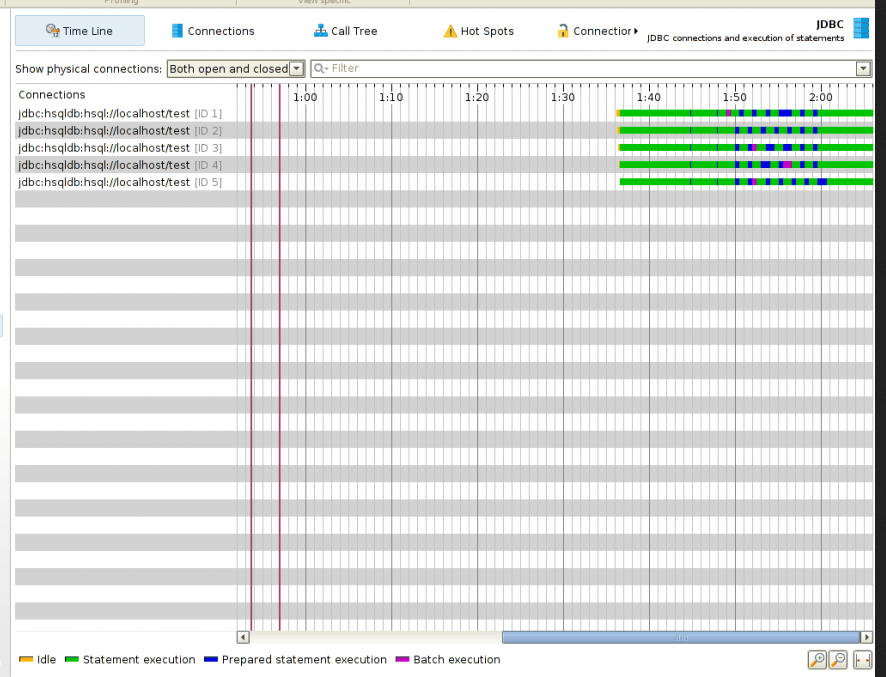 Profiling View specific
Time Line Connections Call Tree Hot Spots Connection JDBC
JDBC connections and execution of statements
Show physical connections: Both open and closed Filter
Connections 1:00 1:10 1:20 1:30 1:40 1:50 2:00
jdbc:hsqldb:hsql://localhost/test [ID 1]
jdbc:hsqldb:hsql://localhost/test [ID 2]
jdbc:hsqldb:hsql://localhost/test [ID 3]
jdbc:hsqldb:hsql://localhost/test [ID 4]
jdbc:hsqldb:hsql://localhost/test [ID 5]
Idle Statement execution Prepared statement execution Batch execution